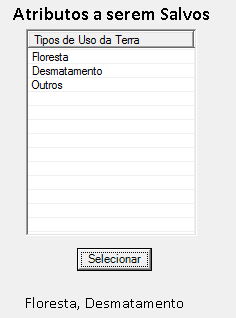 Atributos a serem Salvos
Tipos de Uso da Terra
Floresta
Desmatamento
Outros
Selecionar
Floresta, Desmatamento